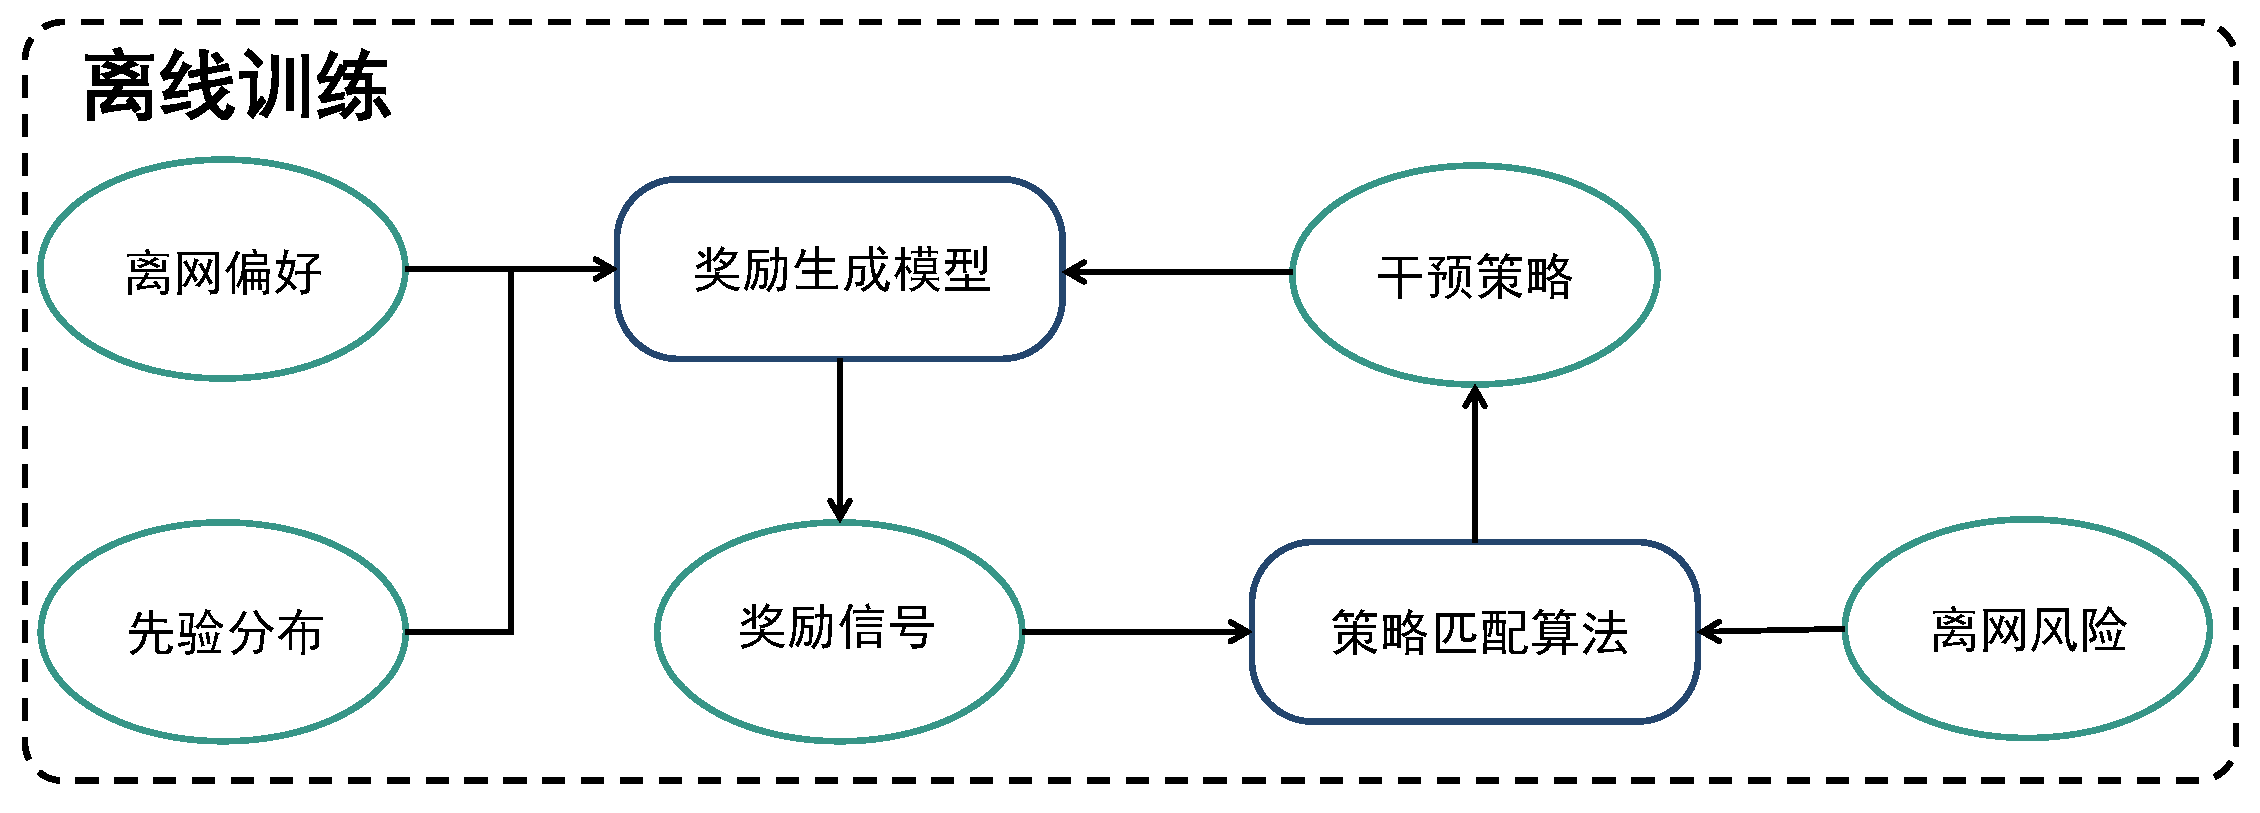 离线训练
离网偏好
奖励生成模型
干预策略
先验分布
奖励信号
策略匹配算法
离网风险